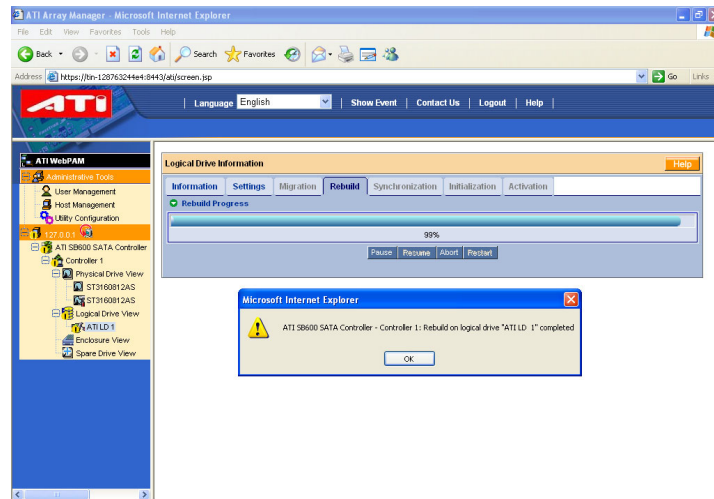 ATI Array Manager - Microsoft Internet Explorer
File Edit View Favorites Tools Help
Back Search Favorites
Address https://tin-128763244e4:8443/ati/screen.jsp Go Links
ATI | Language English | Show Event | Contact Us | Logout | Help |
ATI WebPAM
Administrative Tools
User Management
Host Management
Utility Configuration
127.0.0.1
ATI SB600 SATA Controller
Controller 1
Physical Drive View
ST3160812AS
ST3160812AS
Logical Drive View
ATI LD 1
Enclosure View
Spare Drive View
Logical Drive Information Help
Information Settings Migration Rebuild Synchronization Initialization Activation
Rebuild Progress
99%
Pause Resume Abort Restart
Microsoft Internet Explorer
ATI SB600 SATA Controller - Controller 1: Rebuild on logical drive "ATI LD 1" completed
OK